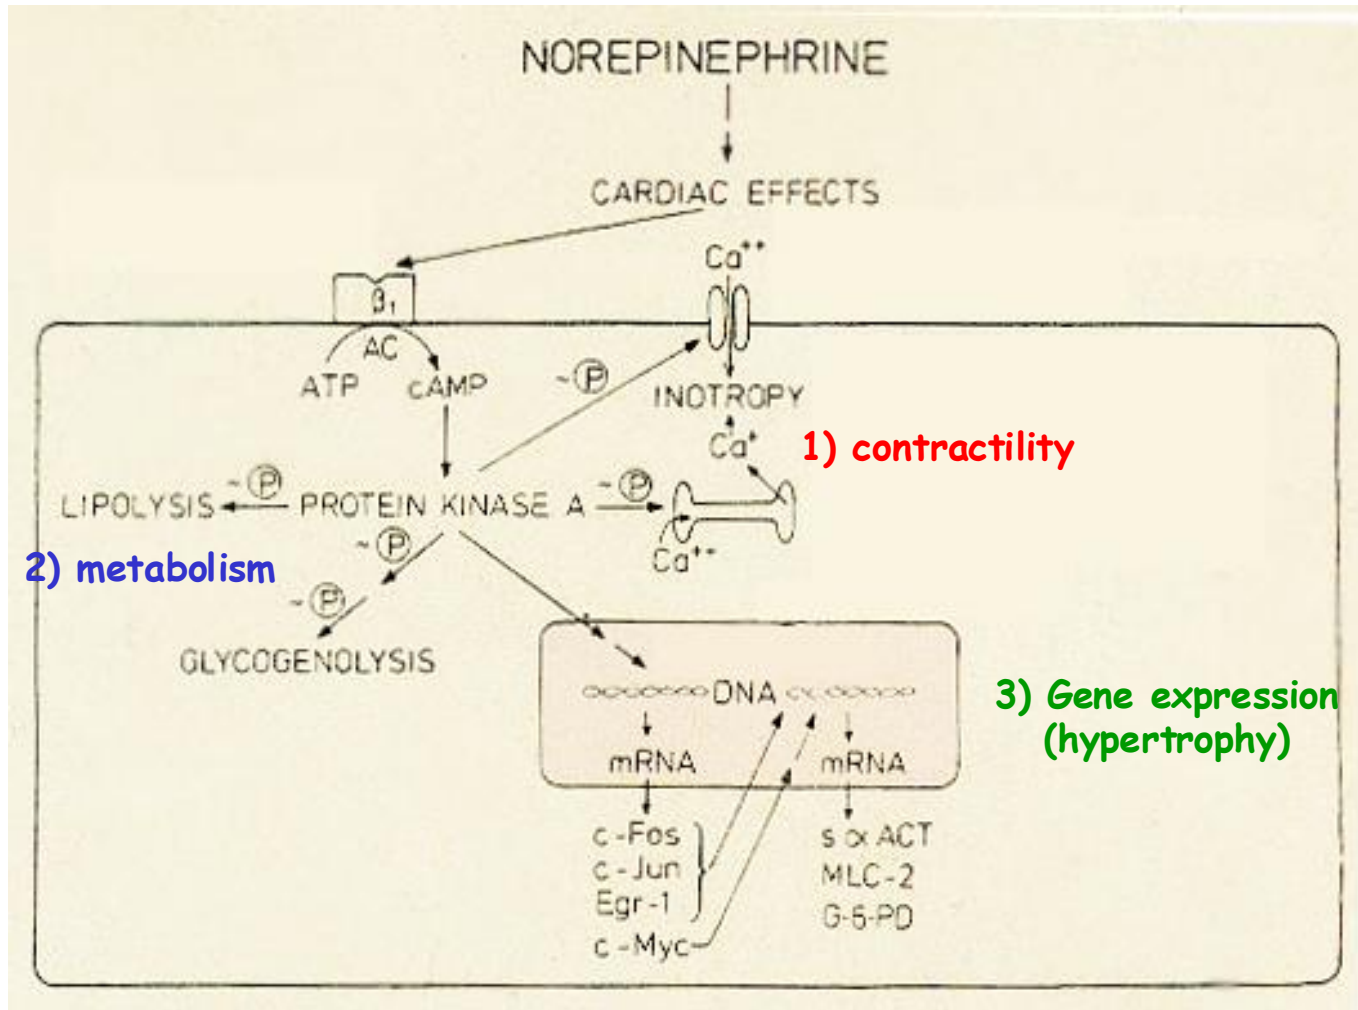 NOREPINEPHRINE
CARDIAC EFFECTS
Ca++
β1
AC
ATP
cAMP
~P
INOTROPY
Ca+
1) contractility
LIPOLYSIS
~P
PROTEIN KINASE A
~P
Ca++
2) metabolism
~P
~P
GLYCOGENOLYSIS
DNA
3) Gene expression
(hypertrophy)
mRNA
mRNA
c-Fos
c-Jun
Egr-1
c-Myc
s α ACT
MLC-2
G-6-PD